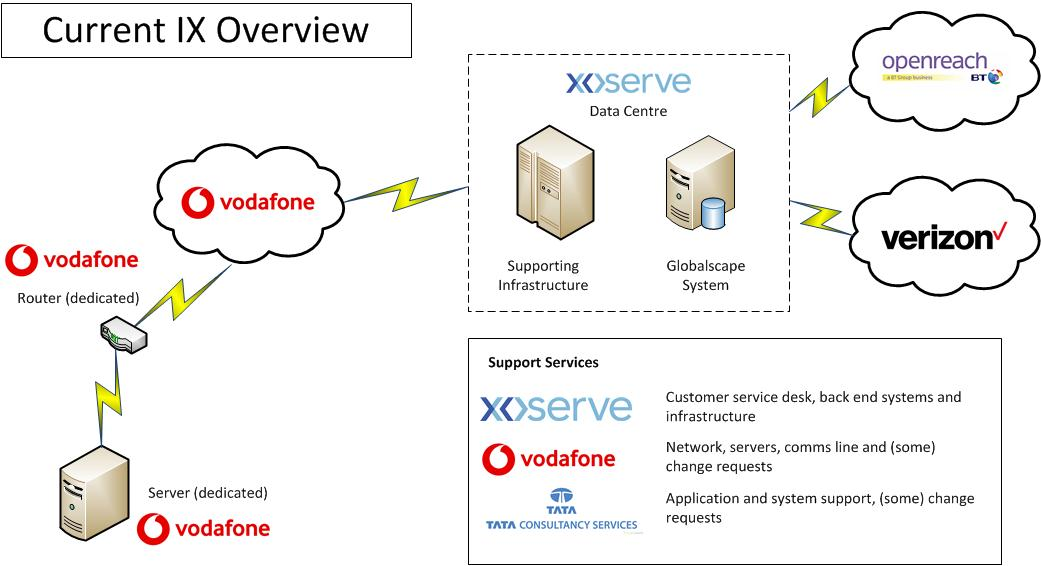 Current IX Overview
xoserve
Data Centre
Supporting
Infrastructure
Globalscape
System
openreach
a BT Group business
BT
verizon
vodafone
vodafone
Router (dedicated)
Server (dedicated)
vodafone
Support Services
xoserve
Customer service desk, back end systems and
infrastructure
vodafone
Network, servers, comms line and (some)
change requests
TATA
TATA CONSULTANCY SERVICES
Application and system support, (some) change
requests